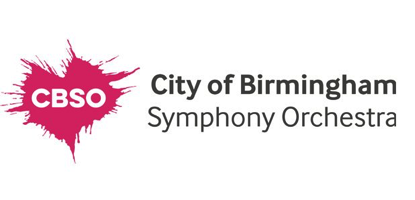 CBSO
City of Birmingham
Symphony Orchestra